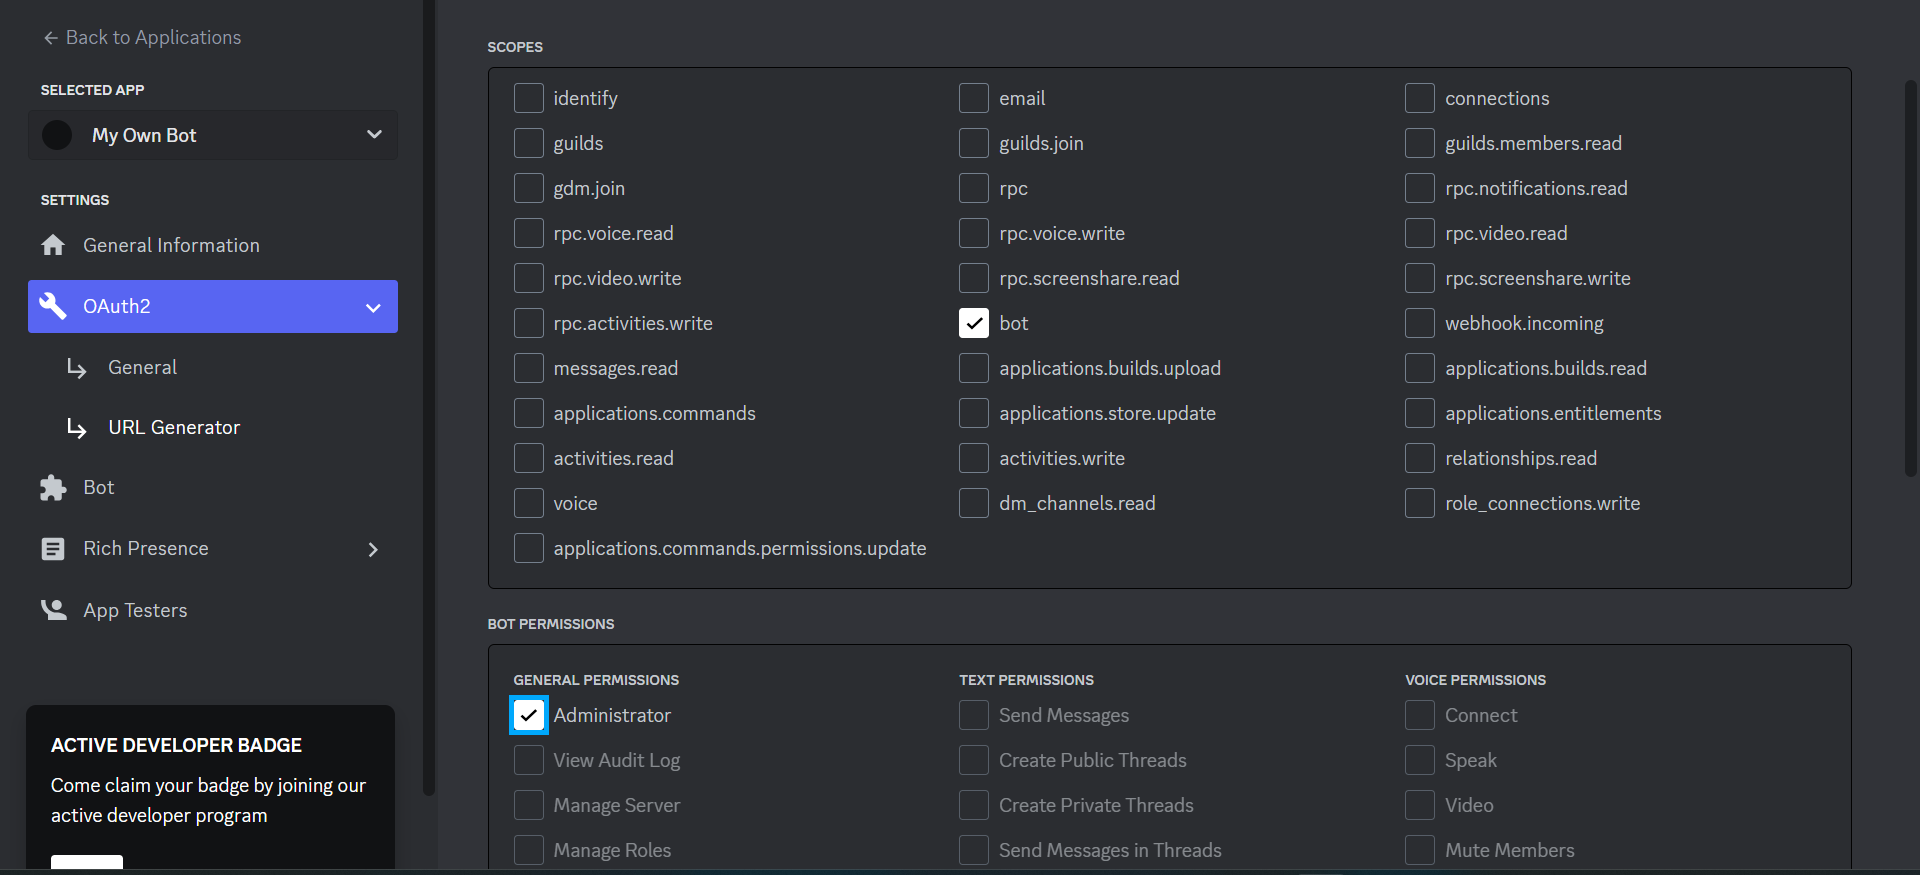 Back to Applications
SELECTED APP
My Own Bot
SETTINGS
General Information
OAuth2
General
URL Generator
Bot
Rich Presence
App Testers
ACTIVE DEVELOPER BADGE
Come claim your badge by joining our
active developer program
SCOPES
identify email connections
guilds guilds.join guilds.members.read
gdm.join rpc rpc.notifications.read
rpc.voice.read rpc.voice.write rpc.video.read
rpc.video.write rpc.screenshare.read rpc.screenshare.write
rpc.activities.write bot webhook.incoming
messages.read applications.builds.upload applications.builds.read
applications.commands applications.store.update applications.entitlements
activities.read activities.write relationships.read
voice dm_channels.read role_connections.write
applications.commands.permissions.update
BOT PERMISSIONS
GENERAL PERMISSIONS TEXT PERMISSIONS VOICE PERMISSIONS
Administrator Send Messages Connect
View Audit Log Create Public Threads Speak
Manage Server Create Private Threads Video
Manage Roles Send Messages in Threads Mute Members